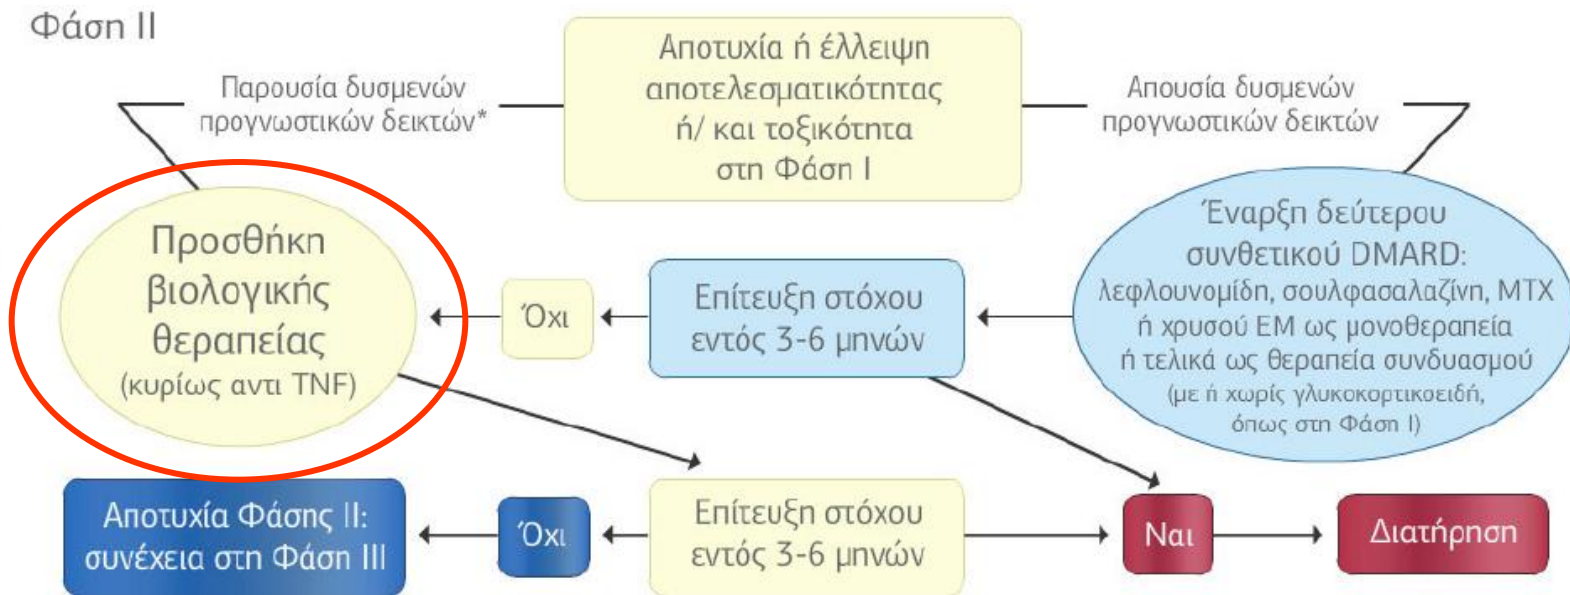 Φάση II
Αποτυχία ή έλλειψη
αποτελεσματικότητας
ή/ και τοξικότητα
στη Φάση I
Παρουσία δυσμενών
προγνωστικών δεικτών*
Απουσία δυσμενών
προγνωστικών δεικτών
Προσθήκη
βιολογικής
θεραπείας
(κυρίως αντι TNF)
Όχι
Επίτευξη στόχου
εντός 3-6 μηνών
Έναρξη δεύτερου
συνθετικού DMARD:
λεφλουνομίδη, σουλφασαλαζίνη, MTX
ή χρυσού ΕΜ ως μονοθεραπεία
ή τελικά ως θεραπεία συνδυασμού
(με ή χωρίς γλυκοκορτικοειδή,
όπως στη Φάση I)
Αποτυχία Φάσης II:
συνέχεια στη Φάση III
Όχι
Επίτευξη στόχου
εντός 3-6 μηνών
Ναι
Διατήρηση